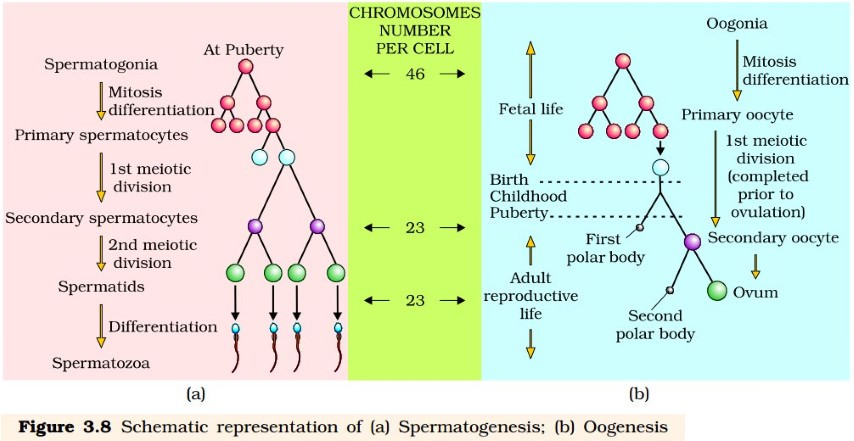 CHROMOSOMES
NUMBER
PER CELL
At Puberty
Spermatogonia
Mitosis
differentiation
Primary spermatocytes
1st meiotic
division
Secondary spermatocytes
2nd meiotic
division
Spermatids
Differentiation
Spermatozoa
(a)
46
23
23
Fetal life
Birth
Childhood
Puberty
Adult
reproductive
life
First
polar body
Second
polar body
Oogonia
Mitosis
differentiation
Primary oocyte
1st meiotic
division
(completed
prior to
ovulation)
Secondary oocyte
Ovum
(b)
Figure 3.8 Schematic representation of (a) Spermatogenesis; (b) Oogenesis